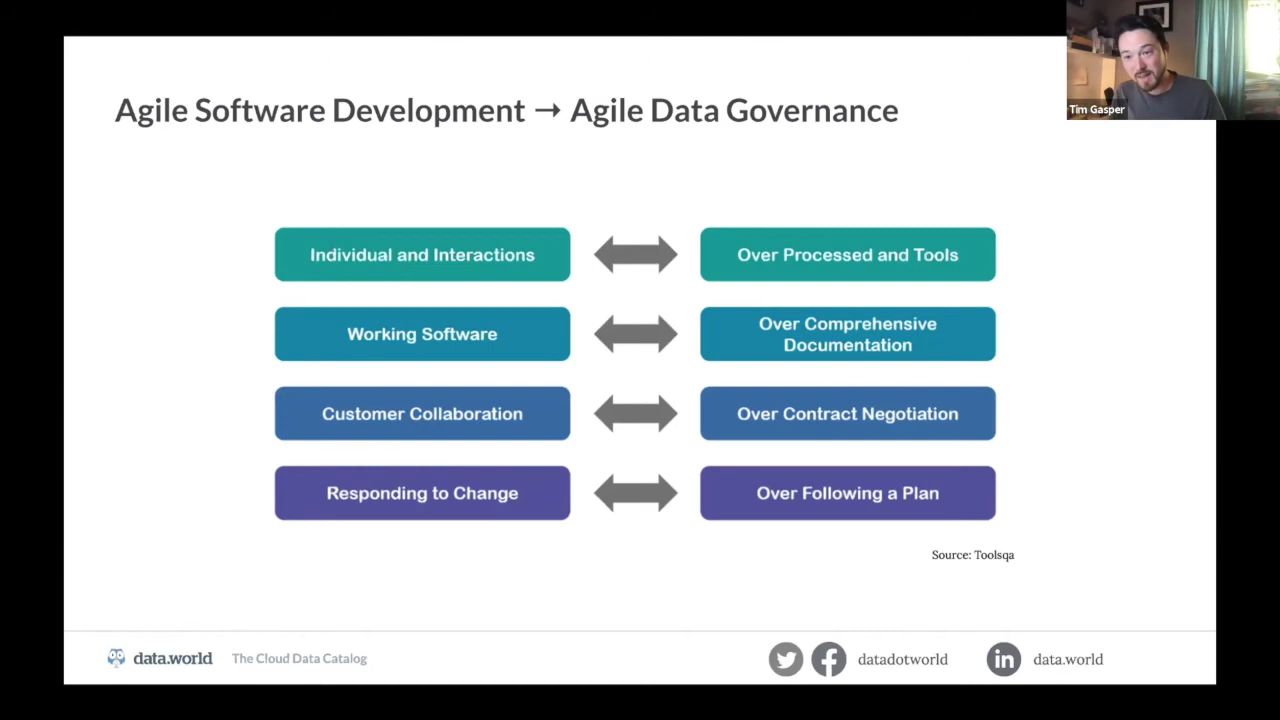 Tim Gasper
Agile Software Development → Agile Data Governance
Individual and Interactions
Over Processed and Tools
Working Software
Over Comprehensive
Documentation
Customer Collaboration
Over Contract Negotiation
Responding to Change
Over Following a Plan
Source: Toolsqa
data.world
The Cloud Data Catalog
datadotworld
in
data.world